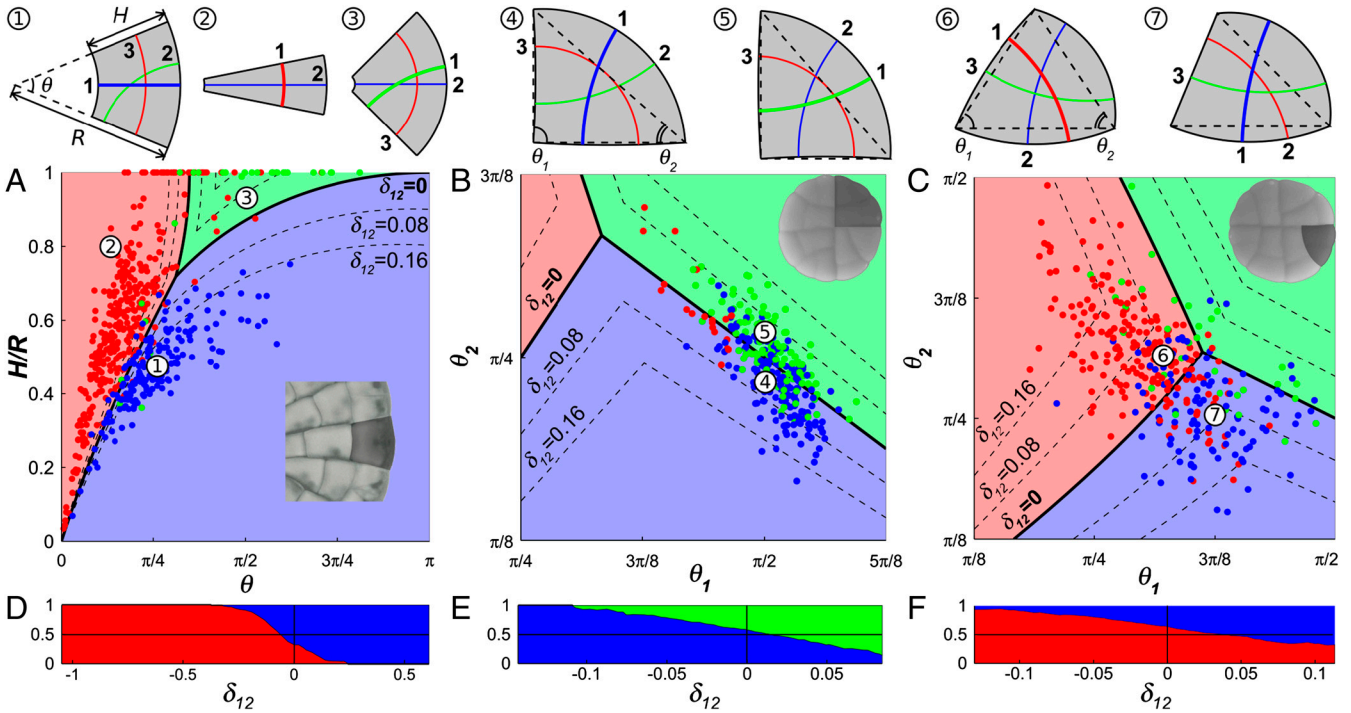 ① H 3 2 1 θ R
② 1 2
③ 1 2 3
④ 1 2 3 θ1 θ2
⑤ 2 1 3
⑥ 1 3 2 θ1 θ2
⑦ 3 1 2
A
H/R
1
0.8
0.6
0.4
0.2
0
0 π/4 π/2 3π/4 π
θ
δ12=0
δ12=0.08
δ12=0.16
②
③
①
B
θ2
3π/8
π/4
π/8
π/4 3π/8 π/2 5π/8
θ1
δ12=0
δ12=0.08
δ12=0.16
⑤
④
C
θ2
π/2
3π/8
π/4
π/8
π/8 π/4 3π/8 π/2
θ1
δ12=0.16
δ12=0.08
δ12=0
⑥
⑦
D
1
0.5
0
-1 -0.5 0 0.5
δ12
E
1
0.5
0
-0.1 -0.05 0 0.05
δ12
F
1
0.5
0
-0.1 -0.05 0 0.05 0.1
δ12